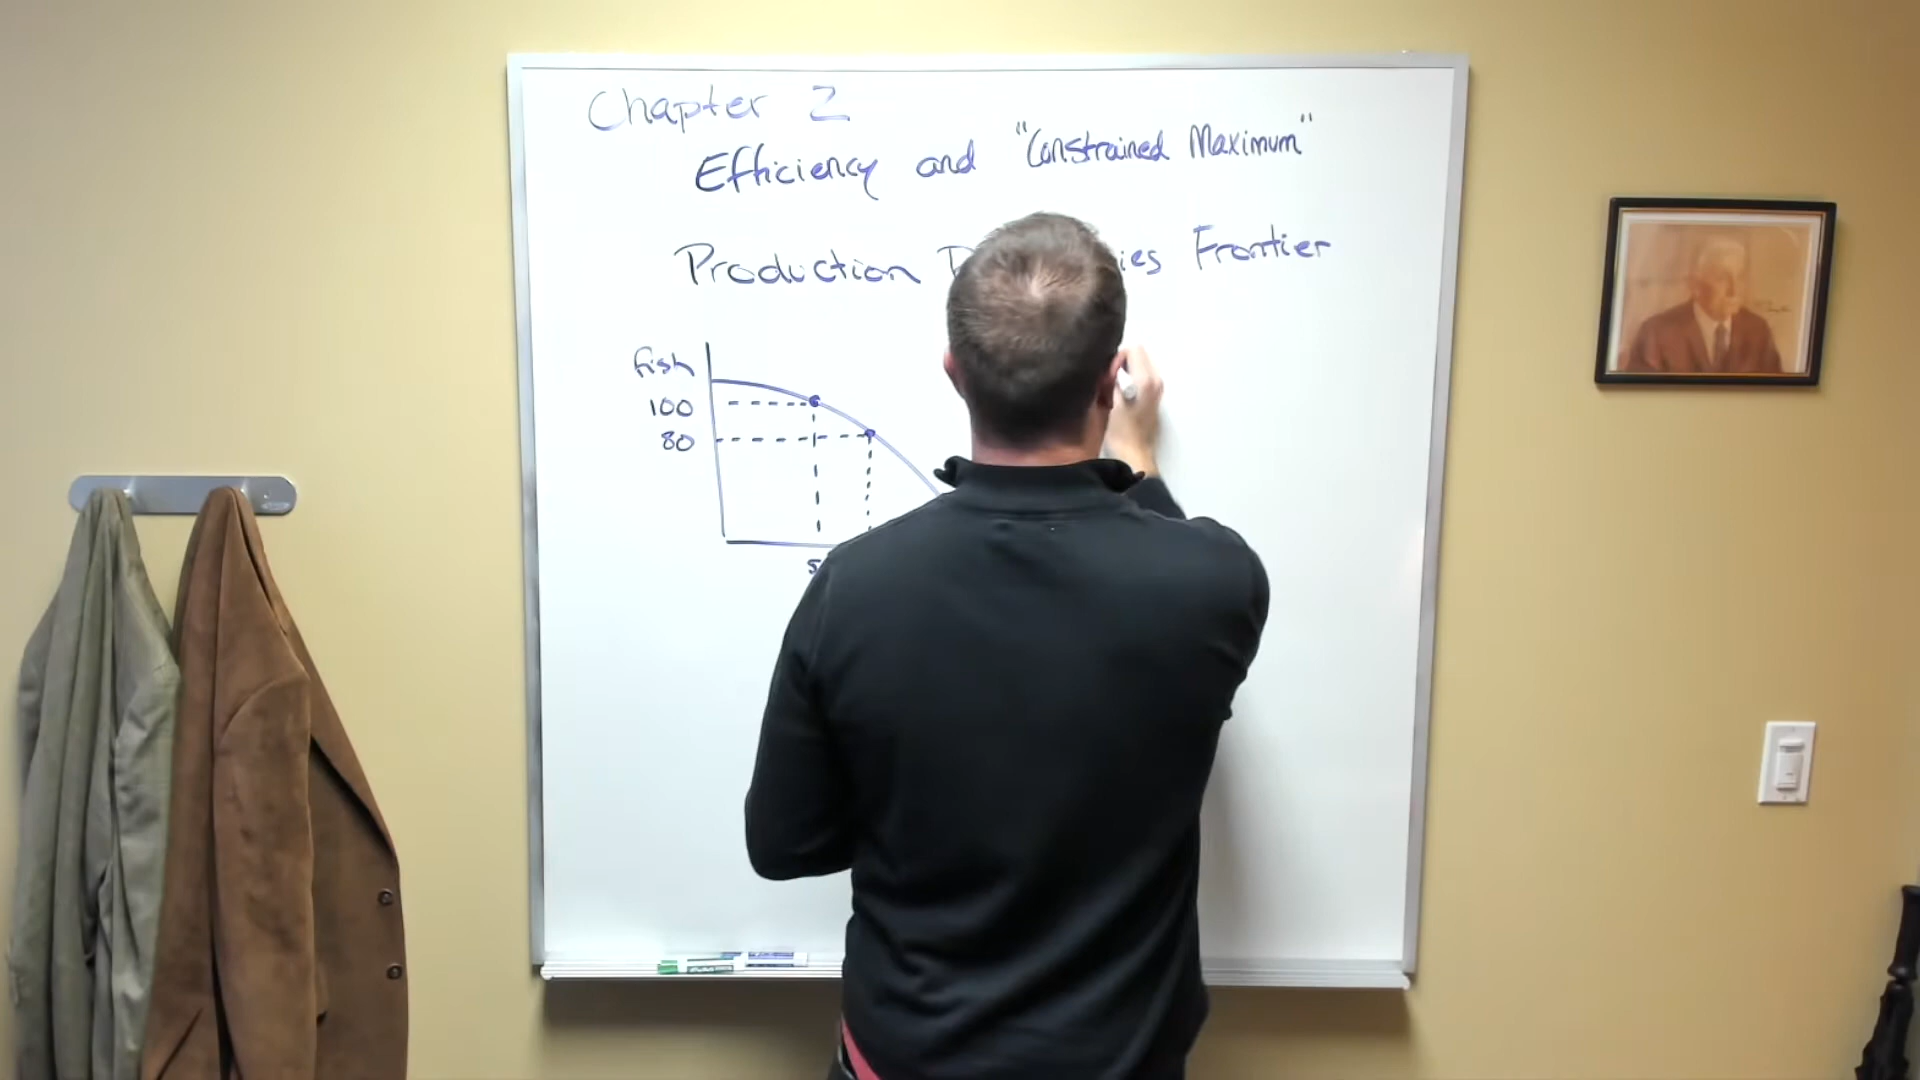 Chapter 2
Efficiency and "Constrained Maximum"
Production Frontier
fish
100
80